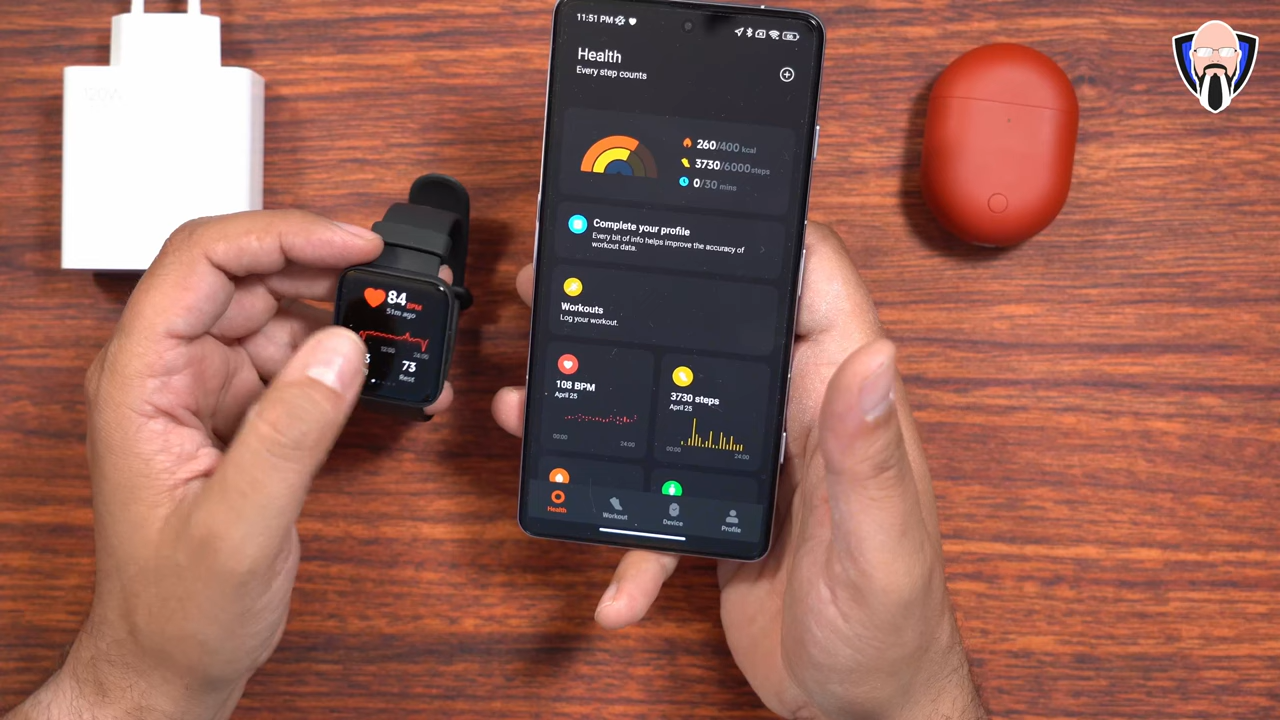 11:51 PM
Health
Every step counts
260/400 kcal
3730/6000 steps
0/30 mins
Complete your profile
Every bit of info helps improve the accuracy of
workout data.
Workouts
Log your workout.
108 BPM
April 25
00:00
24:00
3730 steps
April 25
00:00
24:00
Health
Workout
Device
Profile
84 BPM
51m ago
12:00
24:00
73
Rest